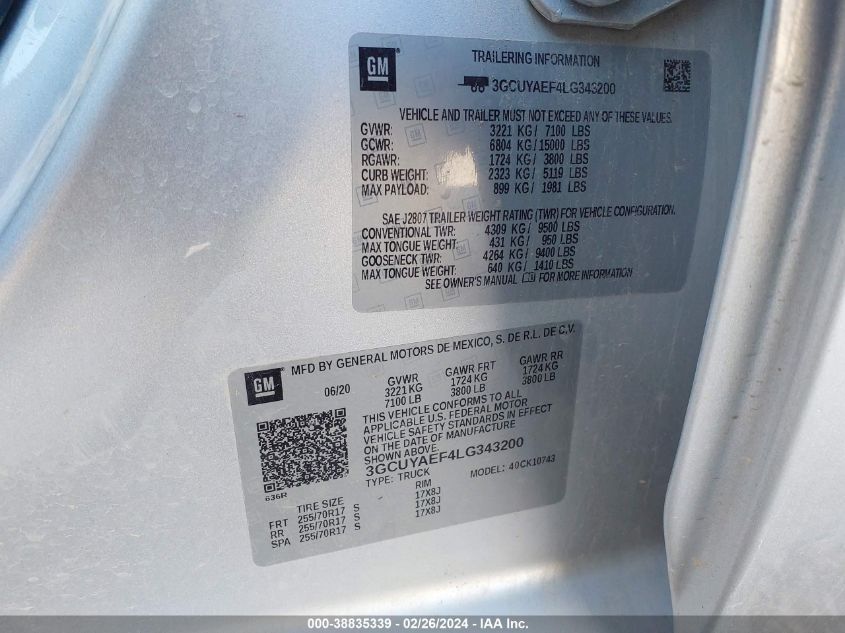 GM
TRAILERING INFORMATION
3GCUYAEF4LG343200
VEHICLE AND TRAILER MUST NOT EXCEED ANY OF THESE VALUES.
GVWR: 3221 KG/ 7100 LBS
GCWR: 6804 KG/15000 LBS
RGAWR: 1724 KG/ 3800 LBS
CURB WEIGHT: 2323 KG/ 5119 LBS
MAX PAYLOAD: 899 KG/ 1981 LBS
SAE J2807 TRAILER WEIGHT RATING (TWR) FOR VEHICLE CONFIGURATION.
CONVENTIONAL TWR: 4309 KG/ 9500 LBS
MAX TONGUE WEIGHT: 431 KG/ 950 LBS
GOOSENECK TWR: 4264 KG/ 9400 LBS
MAX TONGUE WEIGHT: 640 KG/ 1410 LBS
SEE OWNER'S MANUAL FOR MORE INFORMATION
GM
MFD BY GENERAL MOTORS DE MEXICO, S. DE R.L. DE C.V.
06/20 GVWR GAWR FRT GAWR RR
3221 KG 1724 KG 1724 KG
7100 LB 3800 LB 3800 LB
THIS VEHICLE CONFORMS TO ALL
APPLICABLE U.S. FEDERAL MOTOR
VEHICLE SAFETY STANDARDS IN EFFECT
ON THE DATE OF MANUFACTURE
SHOWN ABOVE.
3GCUYAEF4LG343200
TYPE: TRUCK MODEL: 40CK10743
636R
TIRE SIZE RIM
FRT 255/70R17 S 17X8J
RR 255/70R17 S 17X8J
SPA 255/70R17 S 17X8J
000-38835339 - 02/26/2024 - IAA Inc.